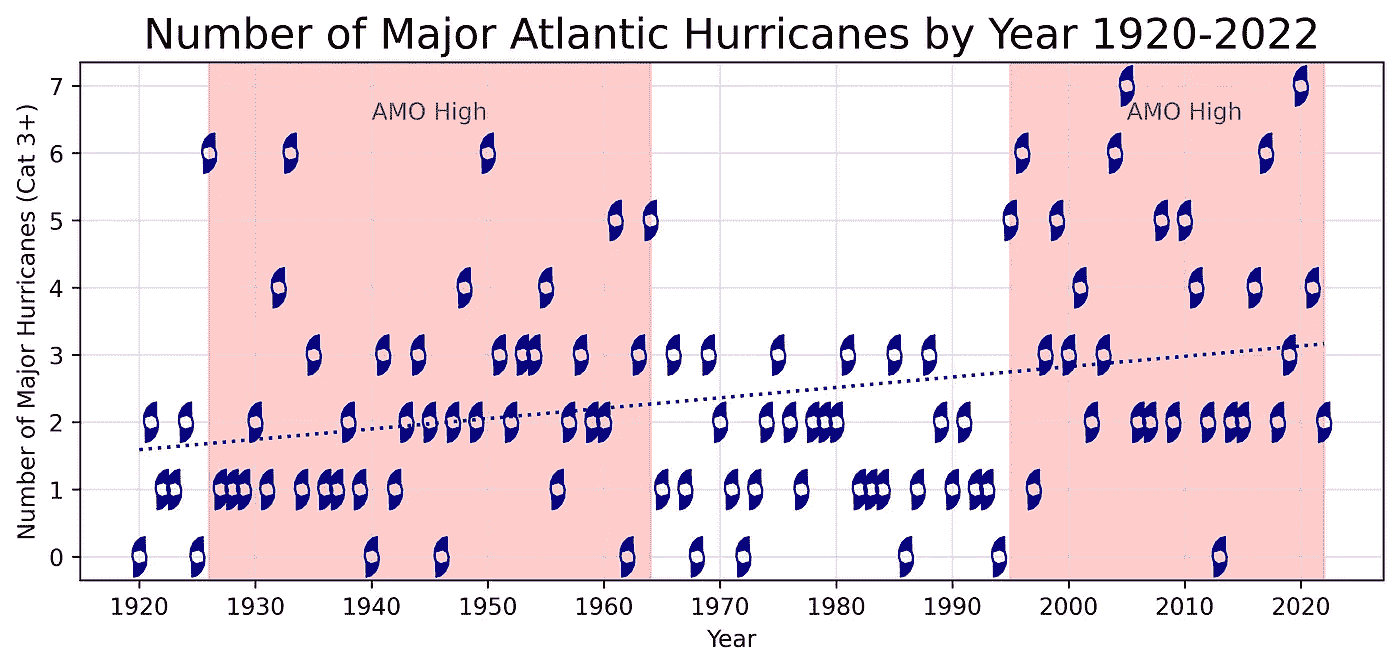 Number of Major Atlantic Hurricanes by Year 1920-2022
Number of Major Hurricanes (Cat 3+)
7
6
5
4
3
2
1
0
AMO High
AMO High
1920 1930 1940 1950 1960 1970 1980 1990 2000 2010 2020
Year